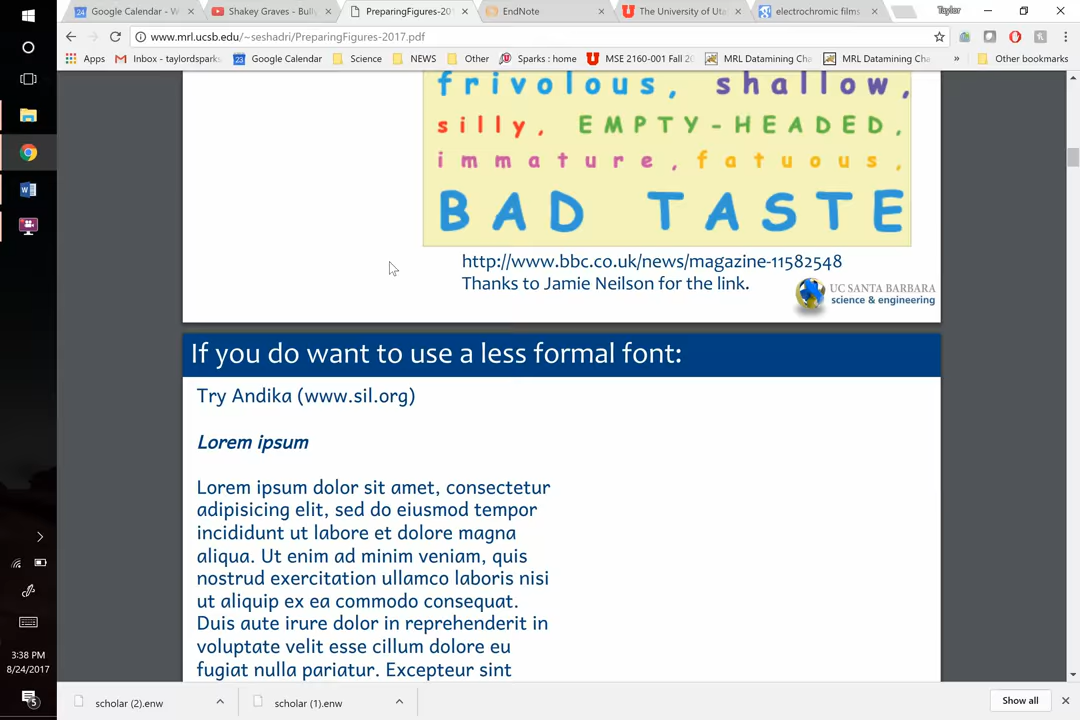 Google Calendar - W
Shakey Graves - Bull
PreparingFigures-201
EndNote
The University of Uta
electrochromic films
Taylor
www.mrl.ucsb.edu/~seshadri/PreparingFigures-2017.pdf
Apps
Inbox - taylordsparks
Google Calendar
Science
NEWS
Other
Sparks : home
MSE 2160-001 Fall 20
MRL Datamining Cha
MRL Datamining Cha
»
Other bookmarks
frivolous, shallow,
silly, EMPTY-HEADED,
immature, fatuous,
BAD TASTE
http://www.bbc.co.uk/news/magazine-11582548
Thanks to Jamie Neilson for the link.
UC SANTA BARBARA
science & engineering
If you do want to use a less formal font:
Try Andika (www.sil.org)
Lorem ipsum
Lorem ipsum dolor sit amet, consectetur
adipisicing elit, sed do eiusmod tempor
incididunt ut labore et dolore magna
aliqua. Ut enim ad minim veniam, quis
nostrud exercitation ullamco laboris nisi
ut aliquip ex ea commodo consequat.
Duis aute irure dolor in reprehenderit in
voluptate velit esse cillum dolore eu
fugiat nulla pariatur. Excepteur sint
3:38 PM
8/24/2017
5
scholar (2).enw
scholar (1).enw
Show all